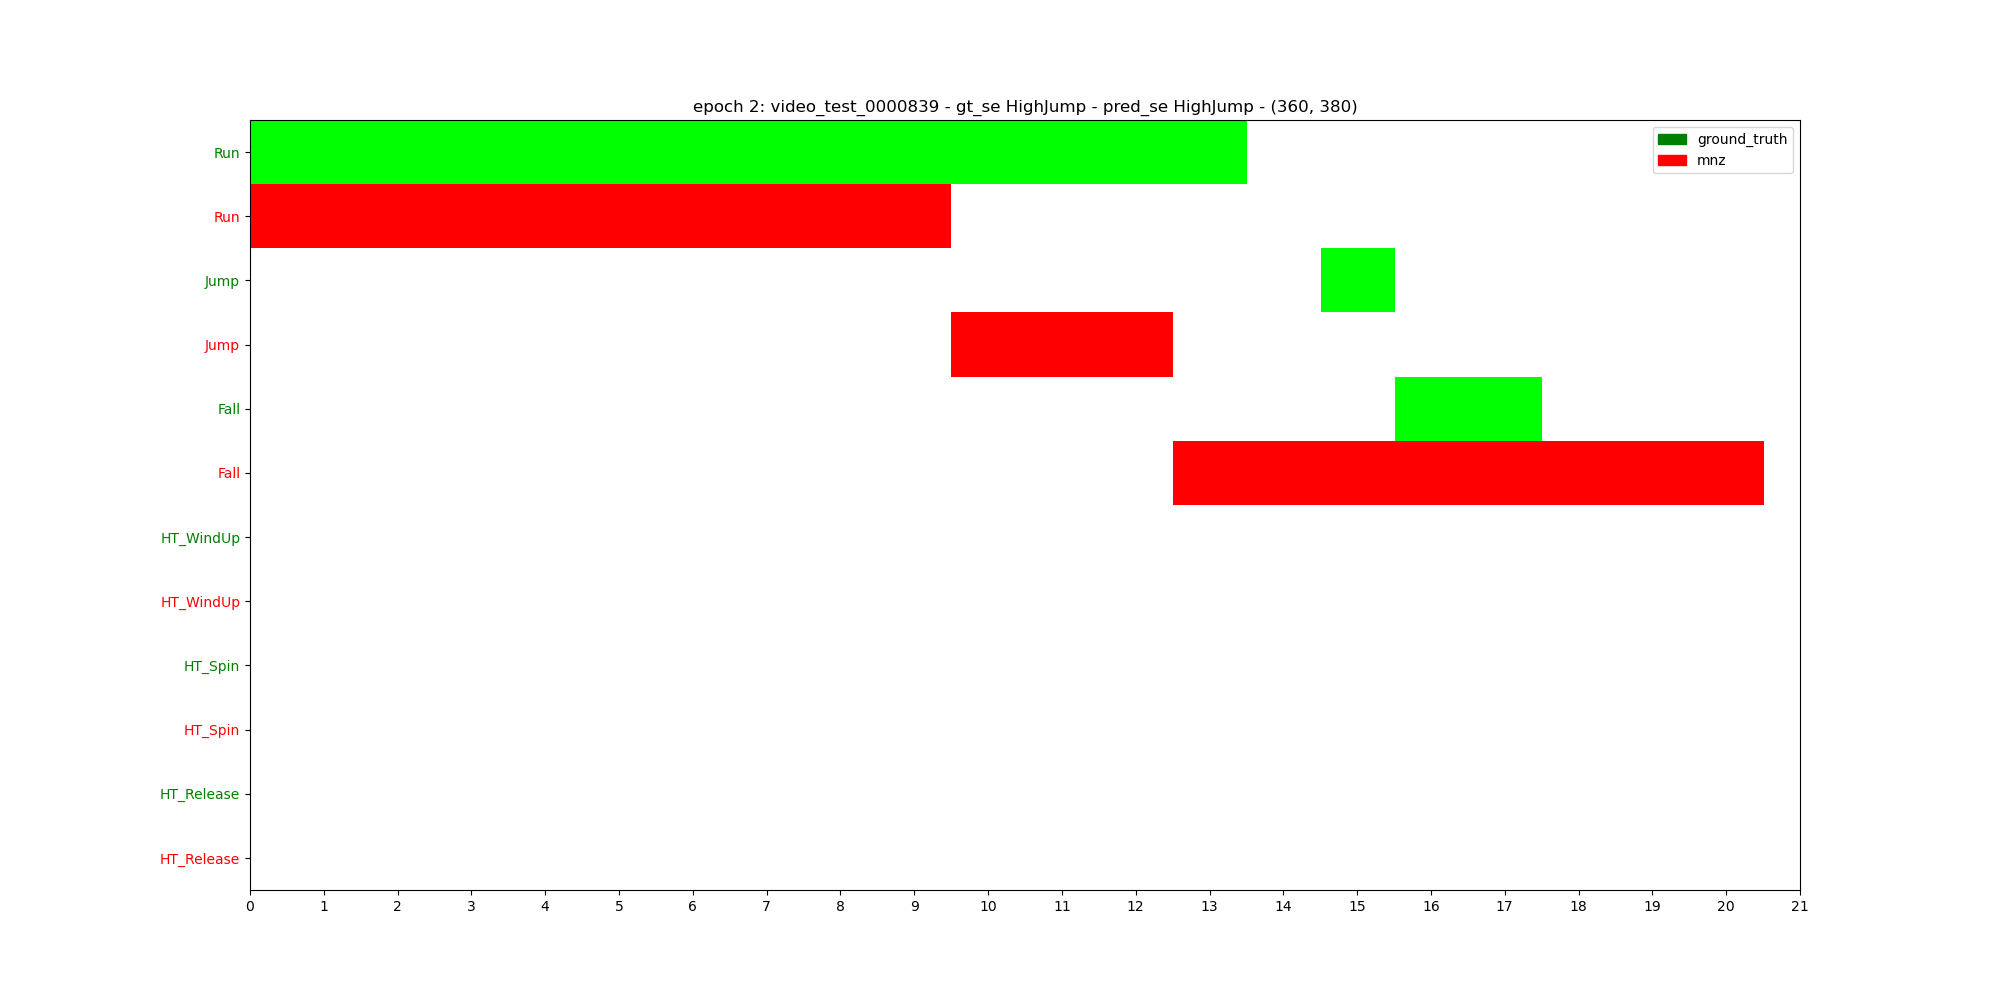 epoch 2: video_test_0000839 - gt_se HighJump - pred_se HighJump - (360, 380)
ground_truth
mnz
Run
Run
Jump
Jump
Fall
Fall
HT_WindUp
HT_WindUp
HT_Spin
HT_Spin
HT_Release
HT_Release
0 1 2 3 4 5 6 7 8 9 10 11 12 13 14 15 16 17 18 19 20 21